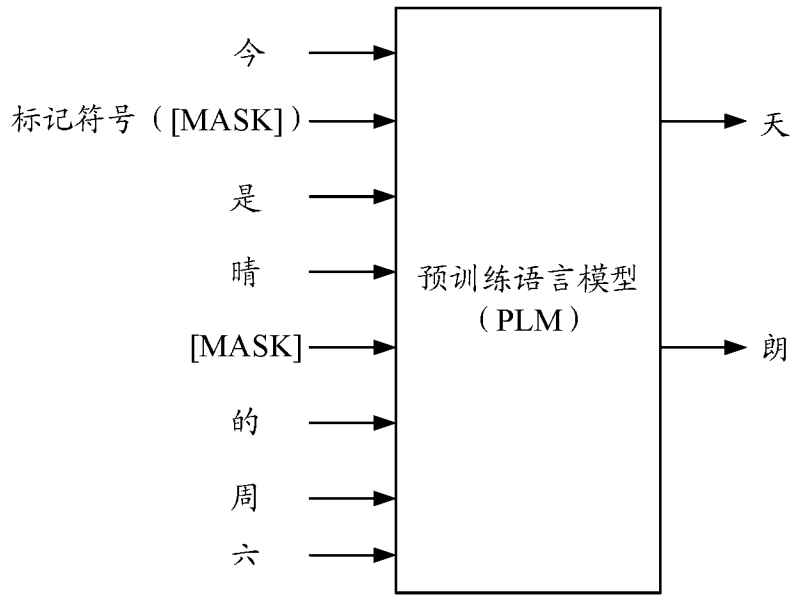 今
标记符号（[MASK]）
天
是
晴
预训练语言模型
（PLM）
[MASK]
朗
的
周
六